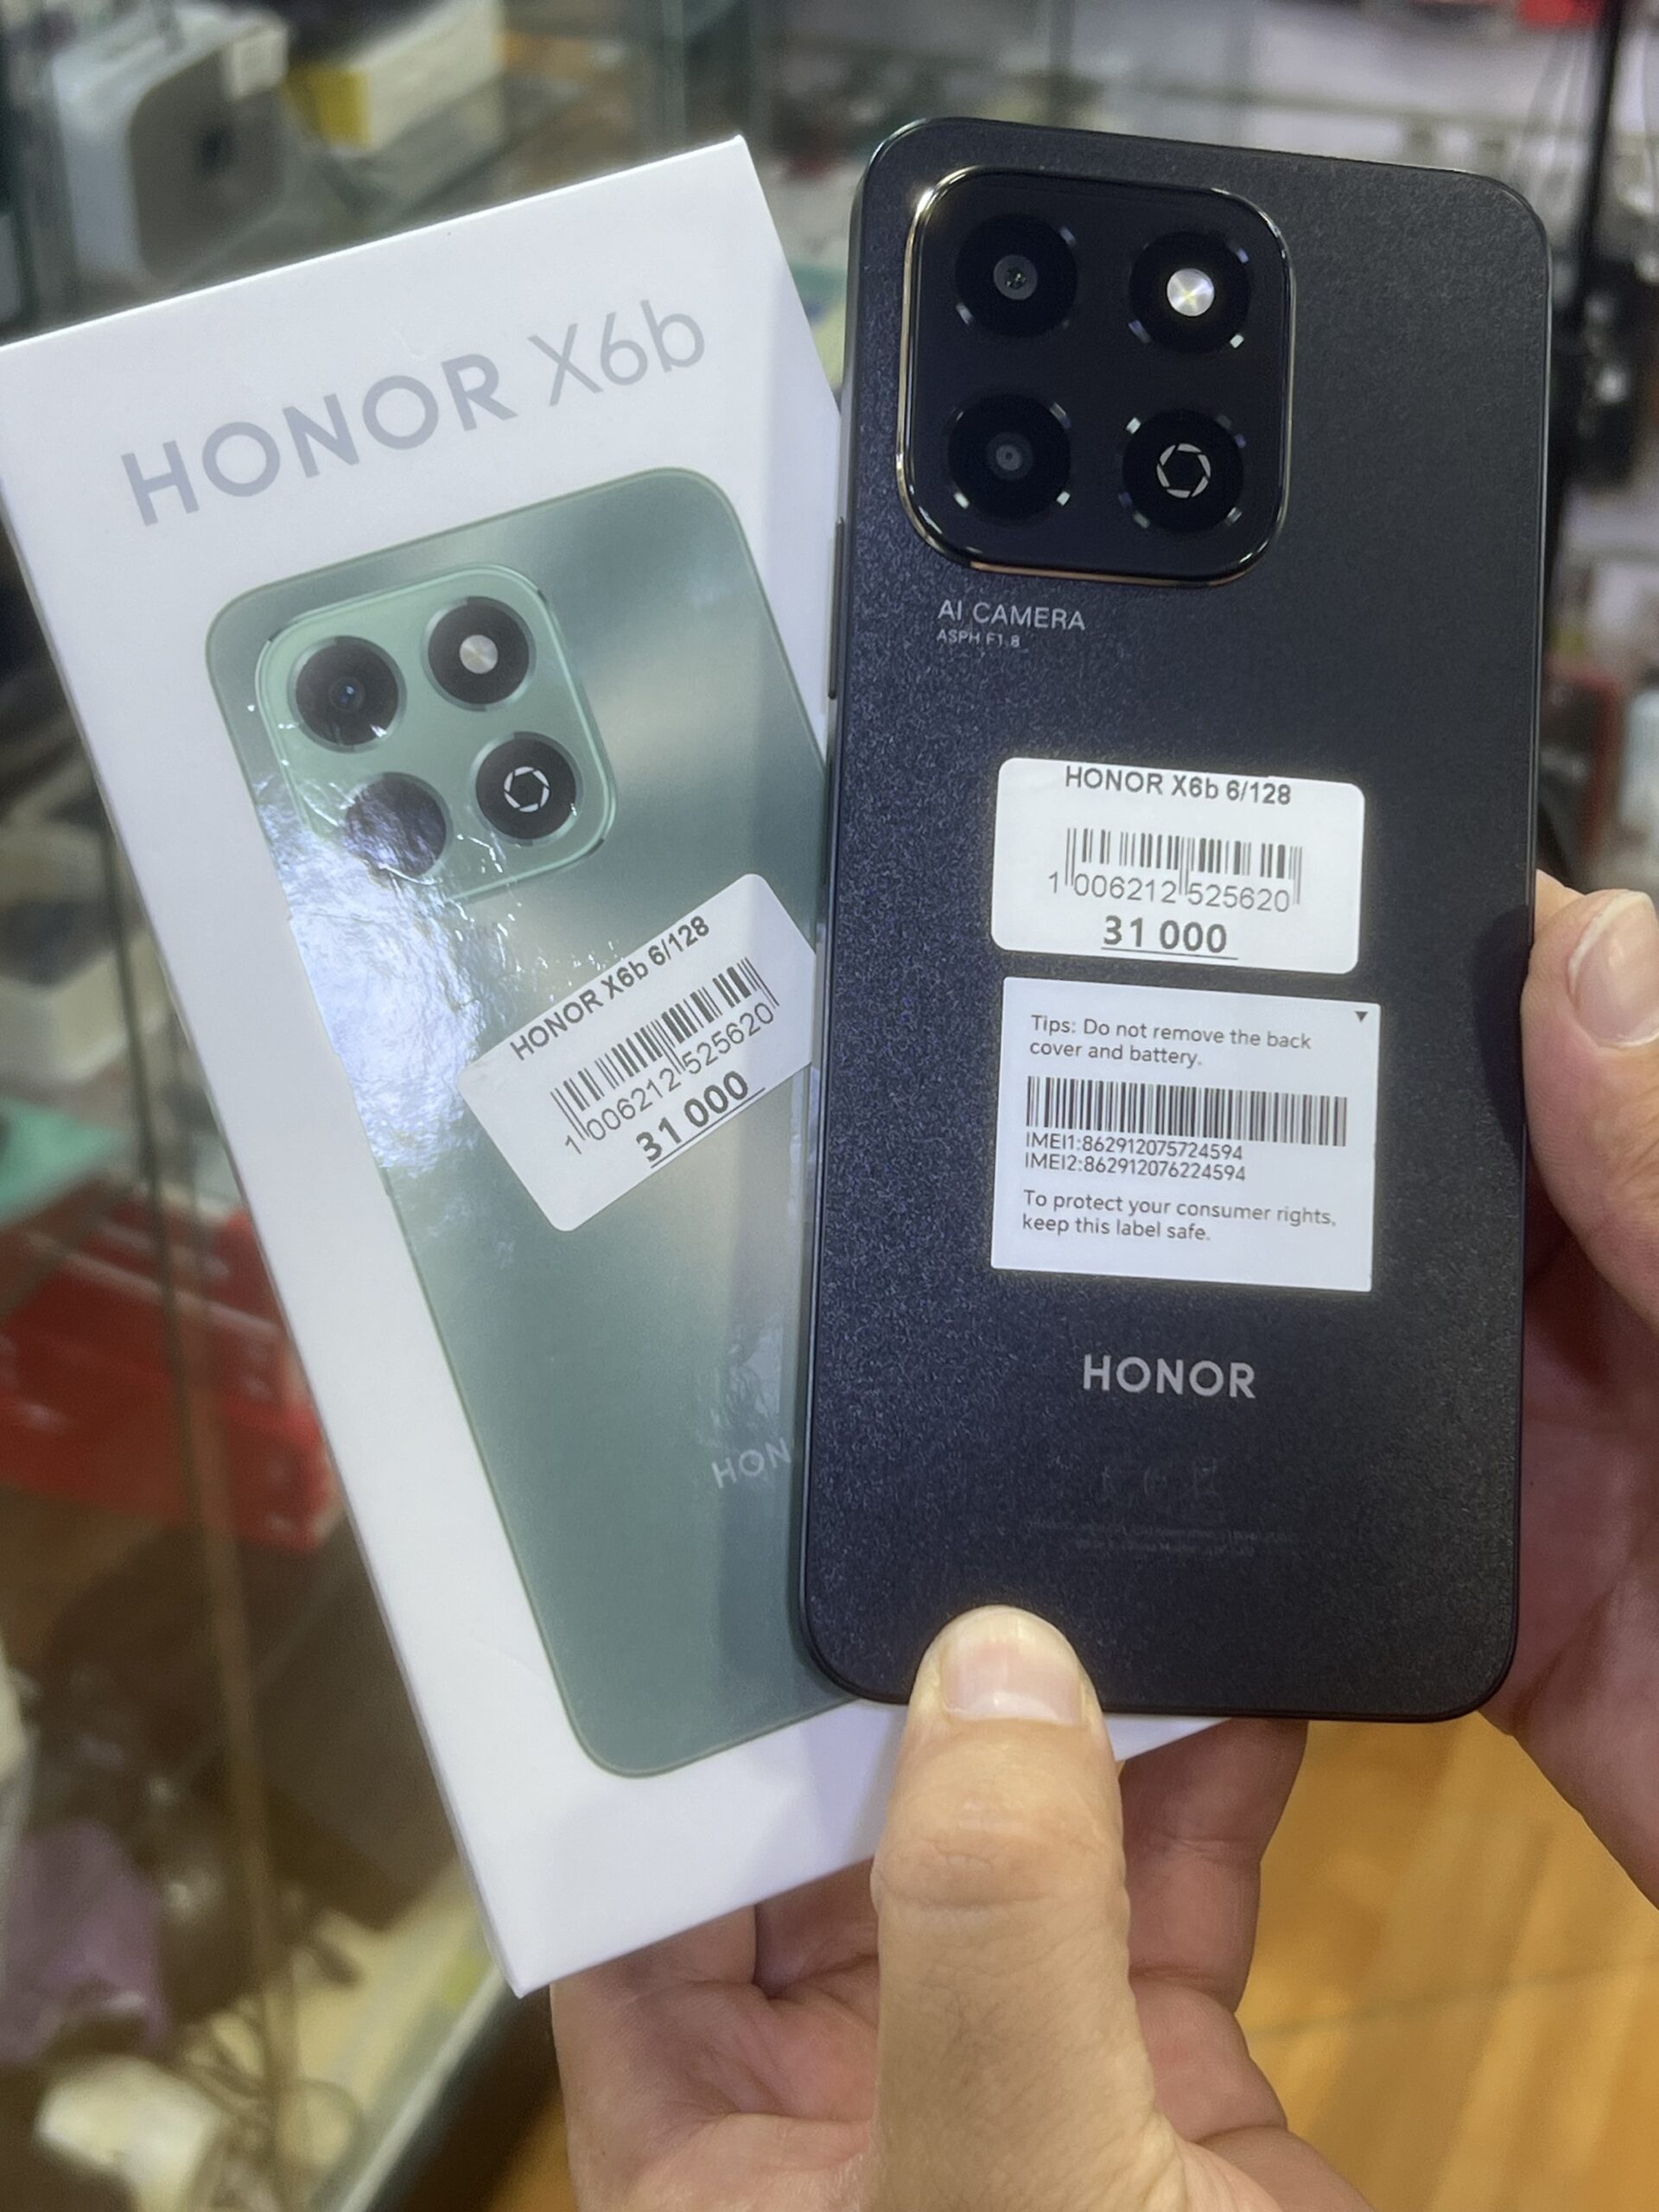 HONOR X6b
HONOR X6b 6/128
1 006212 525620
31 000
HON
AI CAMERA
ASPH F1.8
HONOR X6b 6/128
1 006212 525620
31 000
Tips: Do not remove the back
cover and battery.
IMEI1:862912075724594
IMEI2:862912076224594
To protect your consumer rights,
keep this label safe.
HONOR